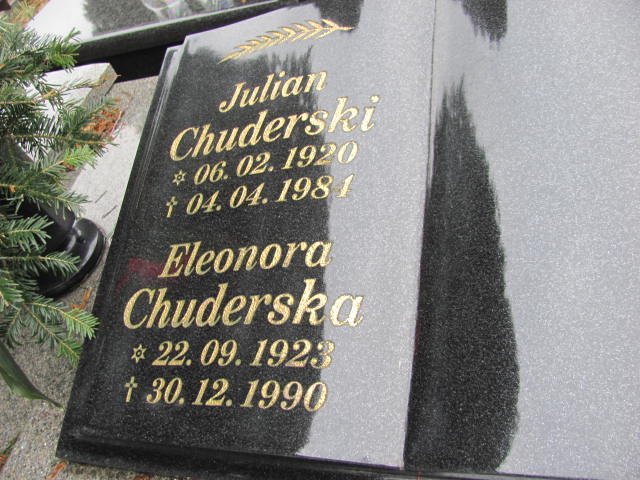 Julian
Chuderski
✡ 06. 02. 1920
† 04. 04. 1984
Eleonora
Chuderska
✡ 22. 09. 1923
† 30. 12. 1990